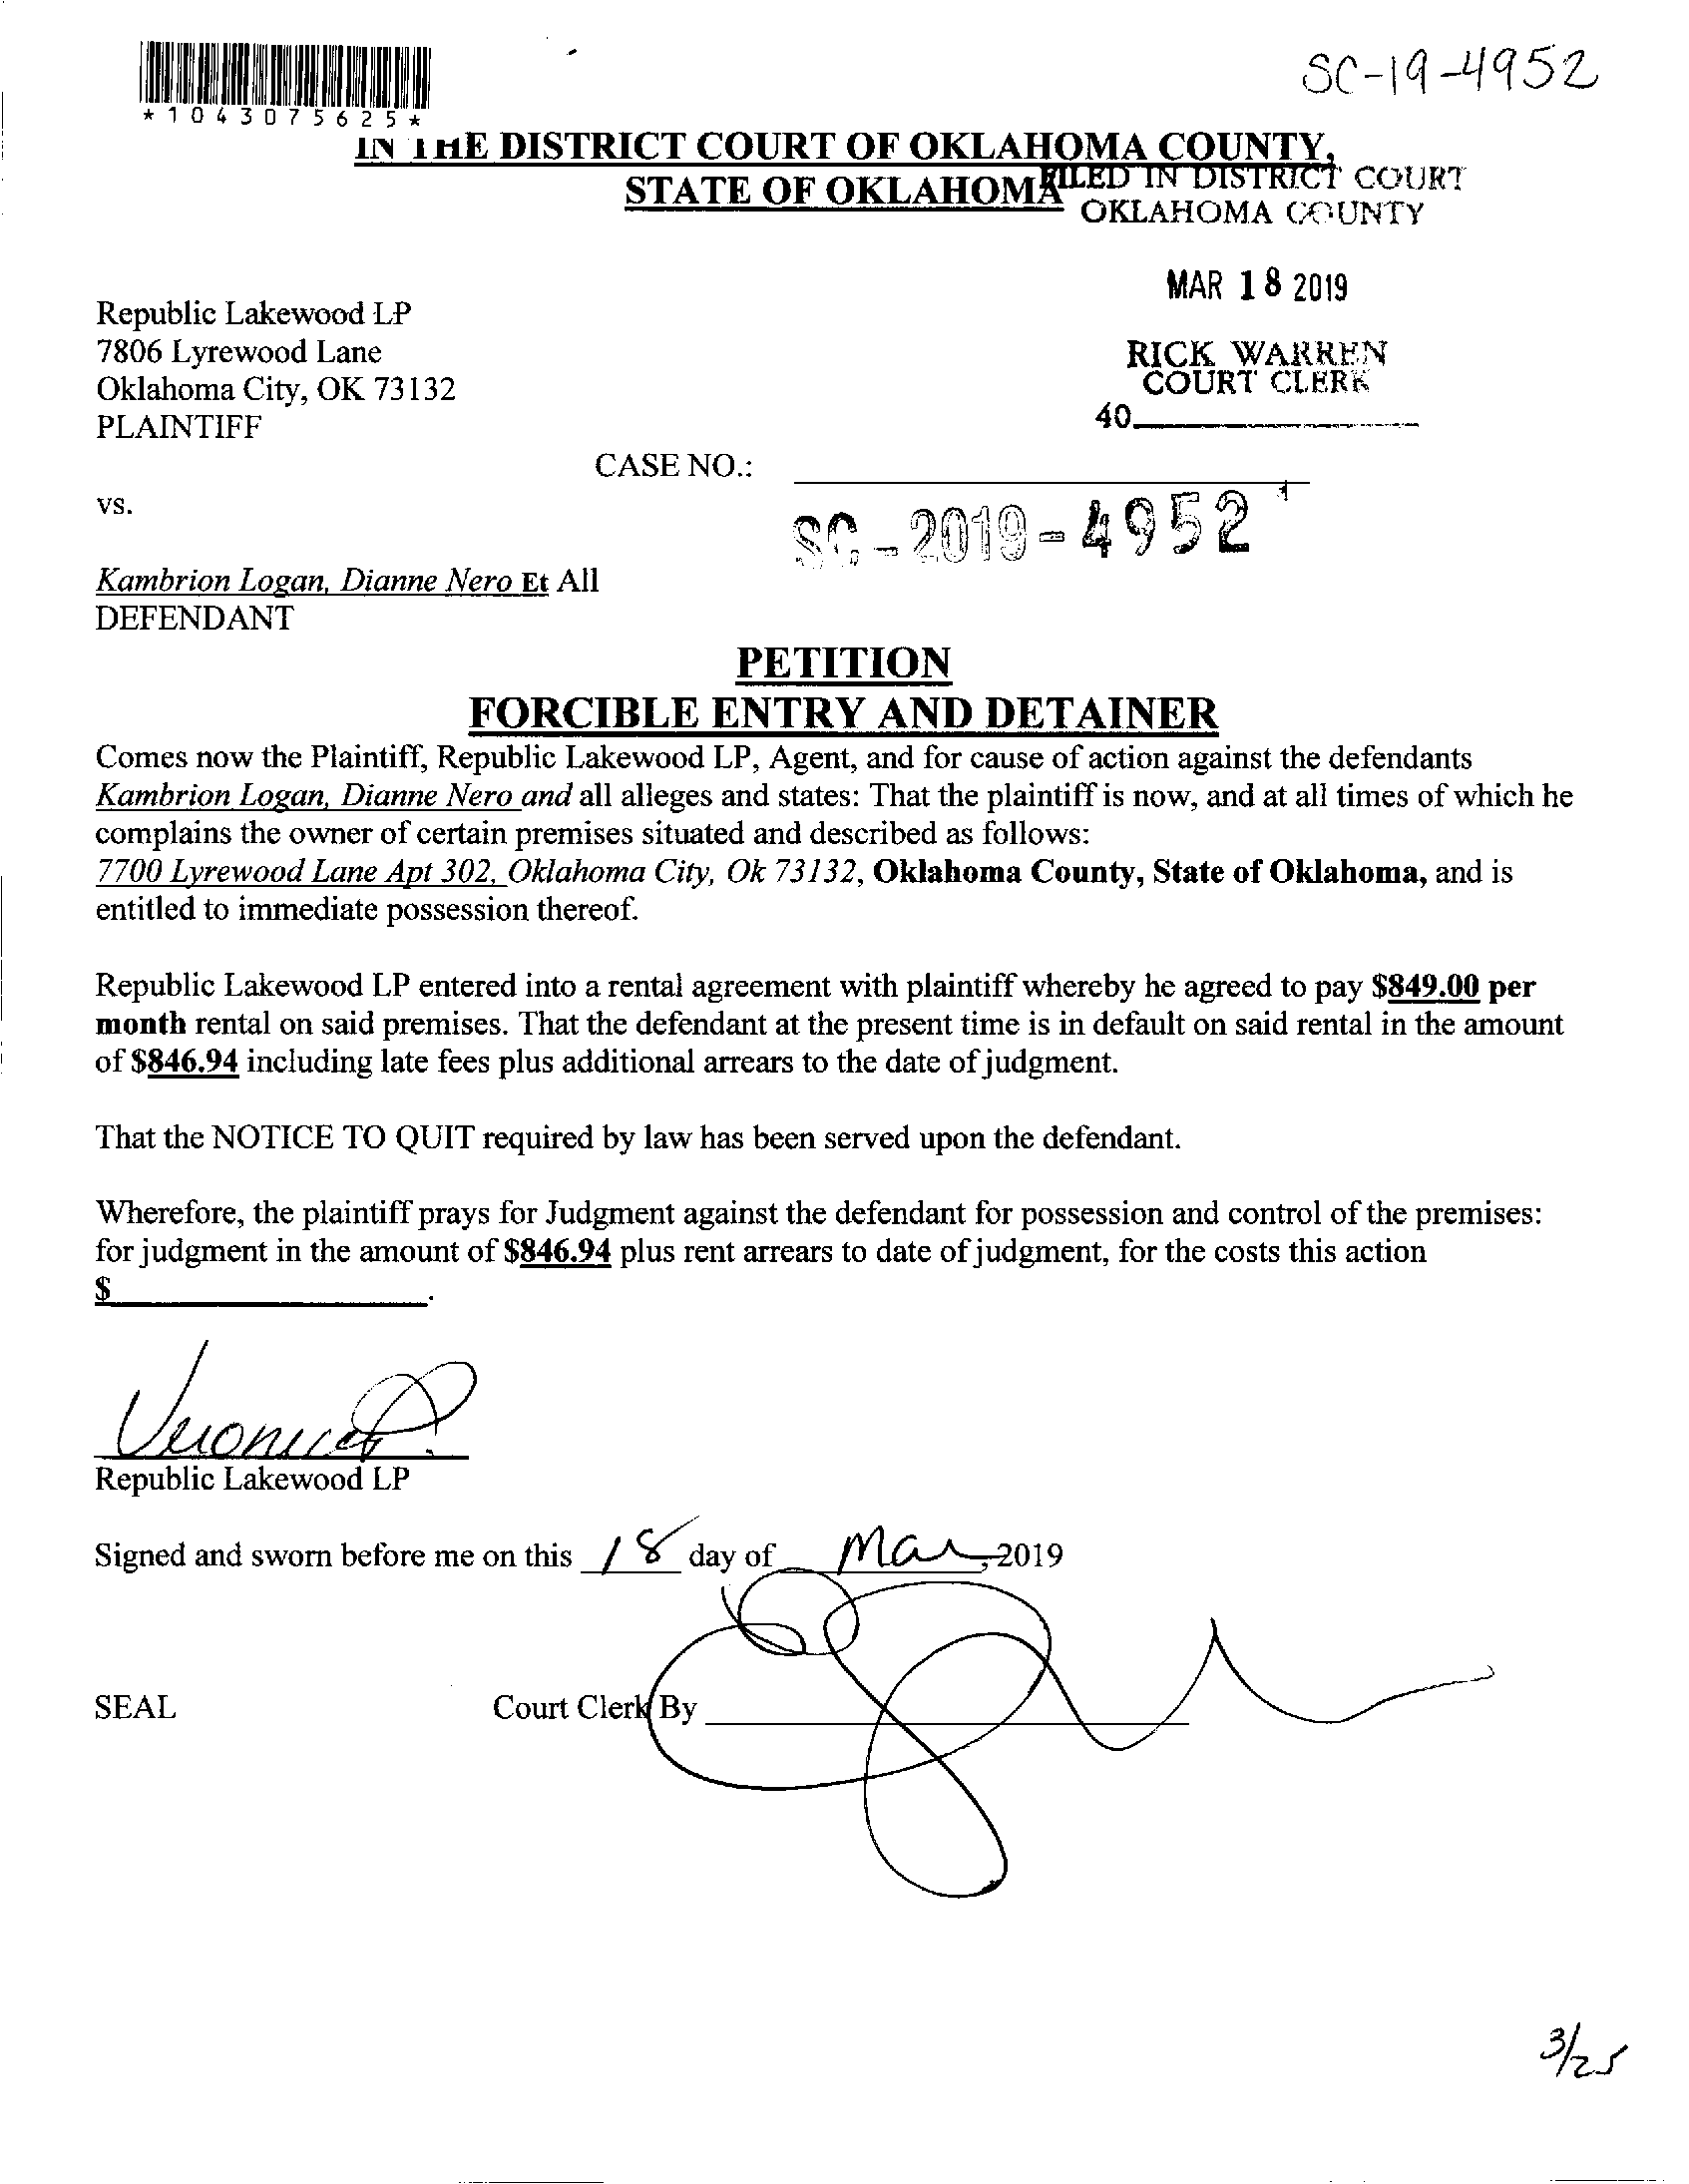 SC-19-4952
*1043075625*
IN THE DISTRICT COURT OF OKLAHOMA COUNTY,
STATE OF OKLAHOMA
FILED IN DISTRICT COURT
OKLAHOMA COUNTY
MAR 18 2019
RICK WARREN
COURT CLERK
40
Republic Lakewood LP
7806 Lyrewood Lane
Oklahoma City, OK 73132
PLAINTIFF
CASE NO.:
vs.
SC-2019-4952
Kambrion Logan, Dianne Nero Et All
DEFENDANT
PETITION
FORCIBLE ENTRY AND DETAINER
Comes now the Plaintiff, Republic Lakewood LP, Agent, and for cause of action against the defendants
Kambrion Logan, Dianne Nero and all alleges and states: That the plaintiff is now, and at all times of which he
complains the owner of certain premises situated and described as follows:
7700 Lyrewood Lane Apt 302, Oklahoma City, Ok 73132, Oklahoma County, State of Oklahoma, and is
entitled to immediate possession thereof.
Republic Lakewood LP entered into a rental agreement with plaintiff whereby he agreed to pay $849.00 per
month rental on said premises. That the defendant at the present time is in default on said rental in the amount
of $846.94 including late fees plus additional arrears to the date of judgment.
That the NOTICE TO QUIT required by law has been served upon the defendant.
Wherefore, the plaintiff prays for Judgment against the defendant for possession and control of the premises:
for judgment in the amount of $846.94 plus rent arrears to date of judgment, for the costs this action
$ .
Veronica P.
Republic Lakewood LP
Signed and sworn before me on this 18 day of Mar, 2019
SEAL Court Clerk By
3/25